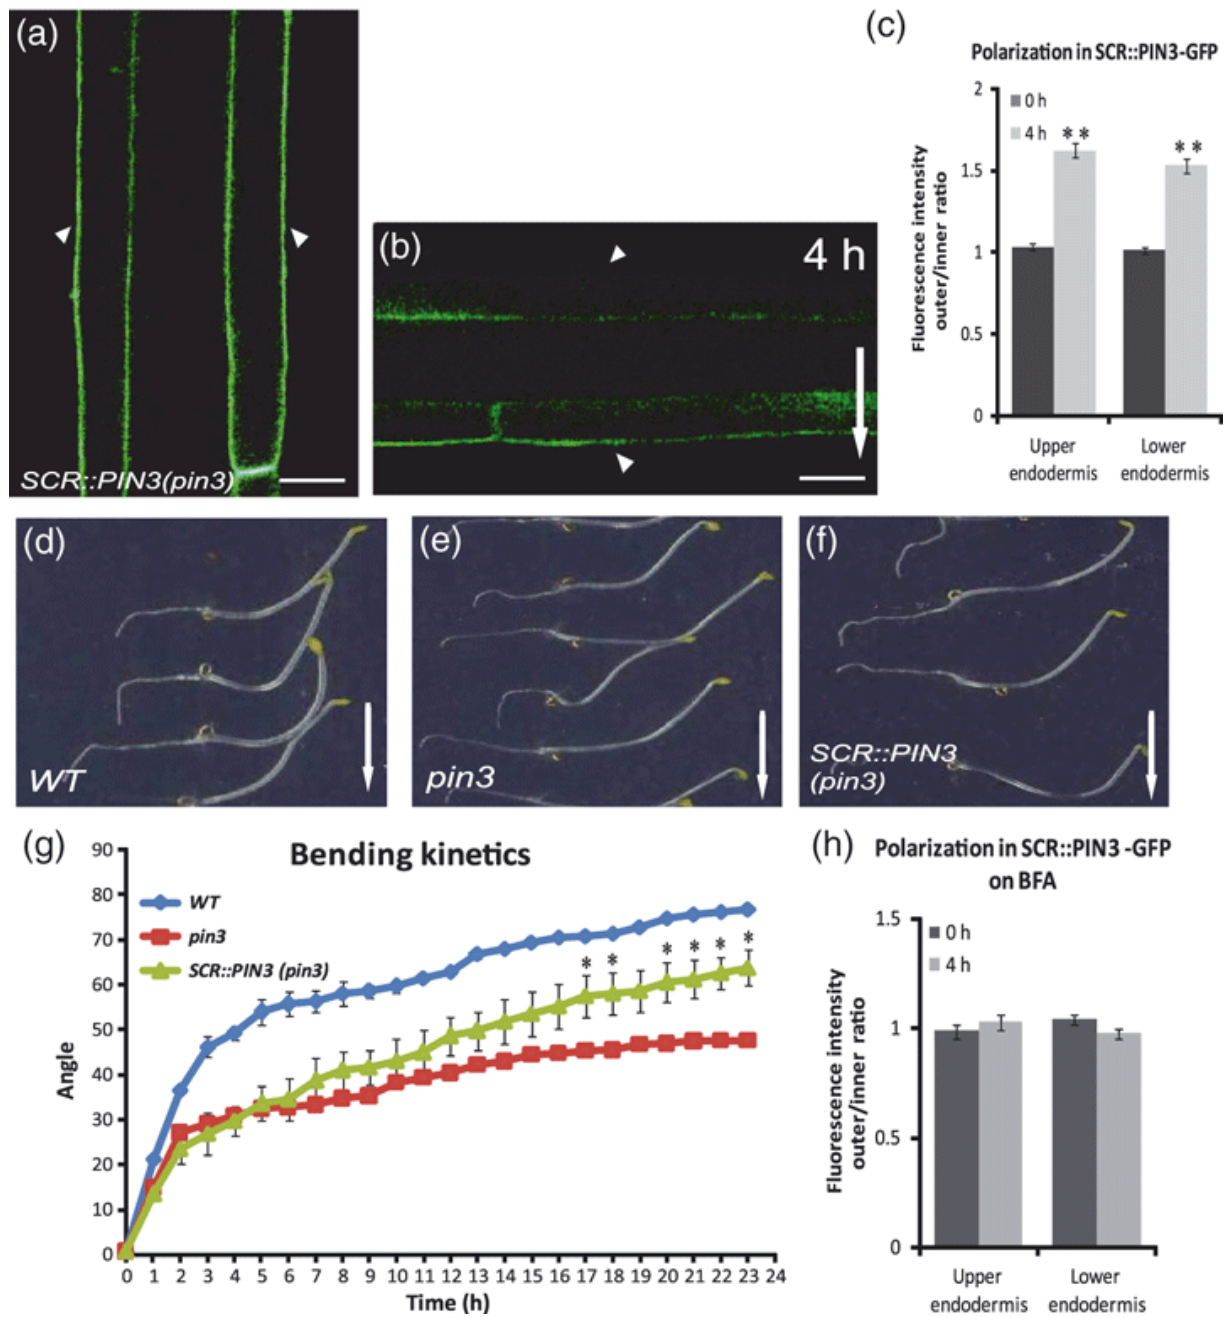 (a)
SCR::PIN3(pin3)
(b)
4 h
(c)
Polarization in SCR::PIN3-GFP
Fluorescence intensity
outer/inner ratio
2
1.5
1
0.5
0
0 h
4 h
**
**
Upper
endodermis
Lower
endodermis
(d)
WT
(e)
pin3
(f)
SCR::PIN3
(pin3)
(g)
Bending kinetics
Angle
90
80
70
60
50
40
30
20
10
0
WT
pin3
SCR::PIN3 (pin3)
* * * * * *
0 1 2 3 4 5 6 7 8 9 10 11 12 13 14 15 16 17 18 19 20 21 22 23 24
Time (h)
(h)
Polarization in SCR::PIN3 -GFP
on BFA
Fluorescence intensity
outer/inner ratio
1.5
1
0.5
0
0 h
4 h
Upper
endodermis
Lower
endodermis